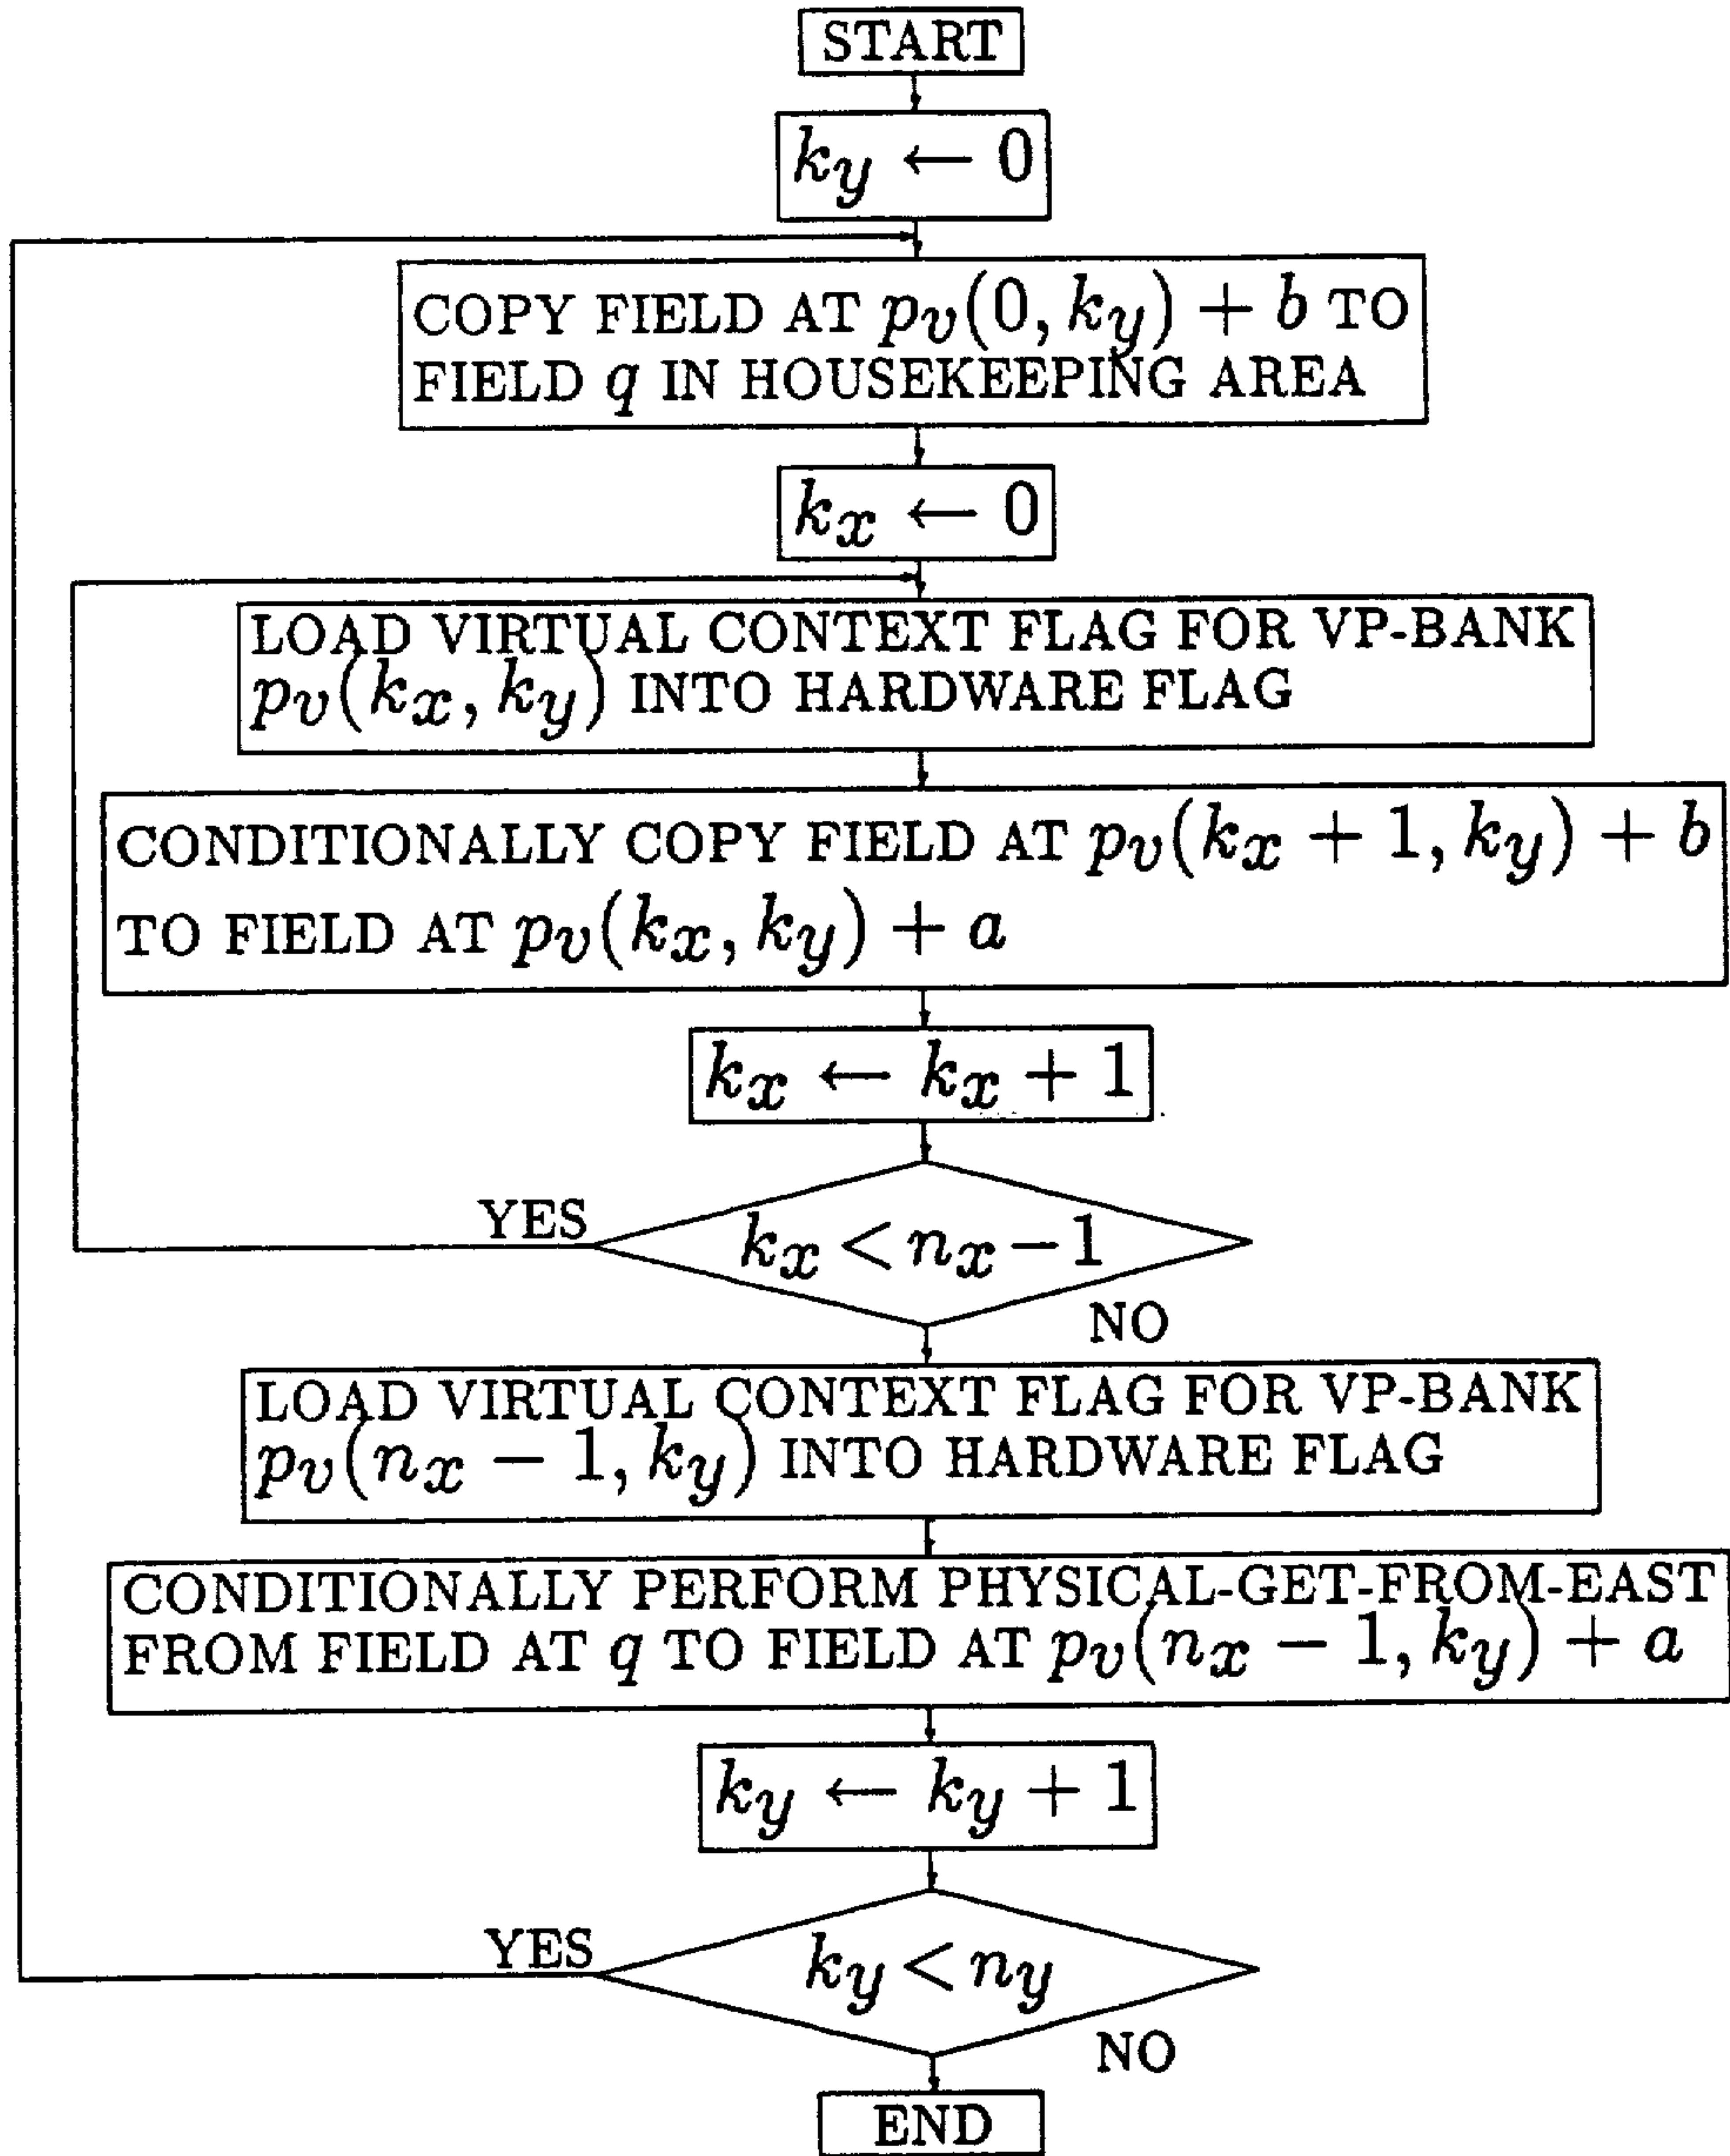 START
k_y ← 0
COPY FIELD AT p_v(0, k_y) + b TO
FIELD q IN HOUSEKEEPING AREA
k_x ← 0
LOAD VIRTUAL CONTEXT FLAG FOR VP-BANK
p_v(k_x, k_y) INTO HARDWARE FLAG
CONDITIONALLY COPY FIELD AT p_v(k_x + 1, k_y) + b
TO FIELD AT p_v(k_x, k_y) + a
k_x ← k_x + 1
YES
k_x < n_x − 1
NO
LOAD VIRTUAL CONTEXT FLAG FOR VP-BANK
p_v(n_x − 1, k_y) INTO HARDWARE FLAG
CONDITIONALLY PERFORM PHYSICAL-GET-FROM-EAST
FROM FIELD AT q TO FIELD AT p_v(n_x − 1, k_y) + a
k_y ← k_y + 1
YES
k_y < n_y
NO
END